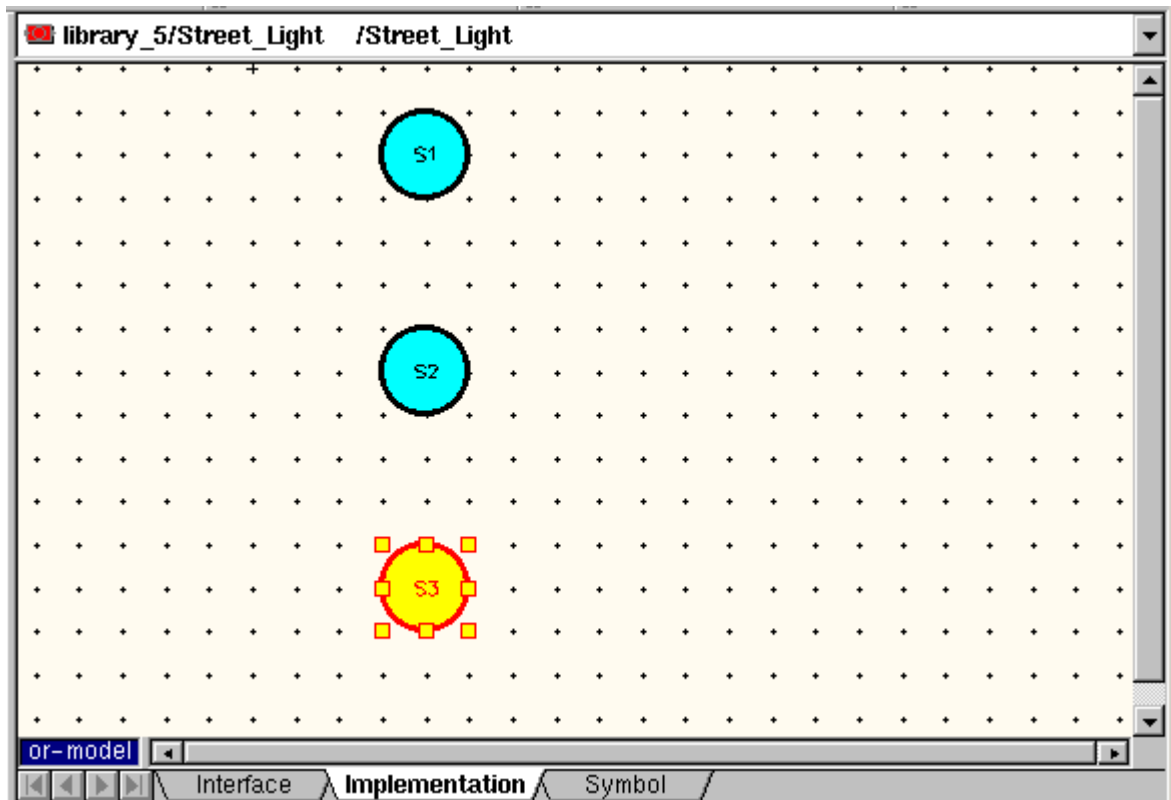 library_5/Street_Light /Street_Light
S1
S2
S3
or-model
Interface Implementation Symbol